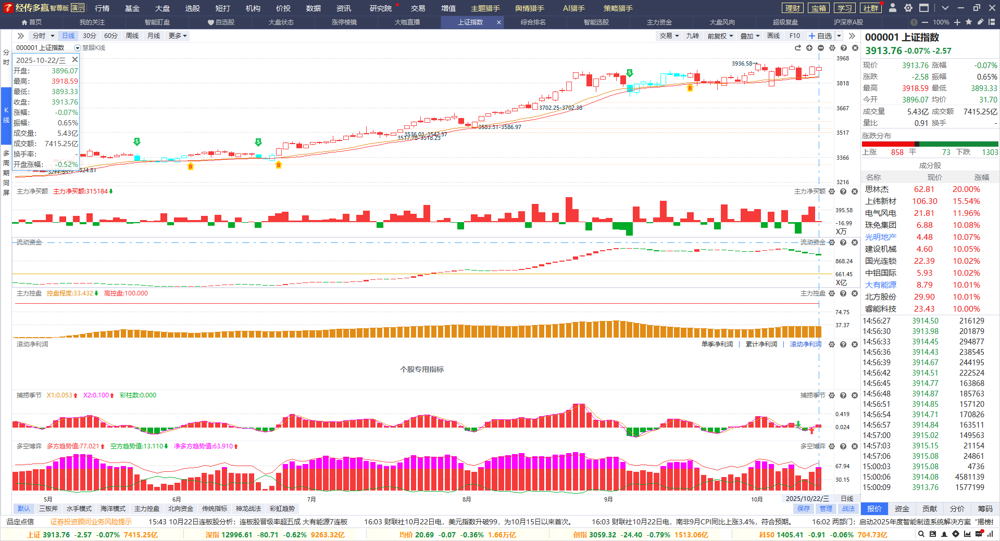 经传多赢 智尊版 演示 行情 基金 大盘 选股 短打 机构 价投 数据 资讯 研究院 交易 增值 主题猎手 舆情猎手 AI猎手 策略猎手 理财 宝箱 学习 社群
首页 我的关注 智能盯盘 自选股 大盘状态 涨停棱镜 大咖直播 上证指数 综合排名 智能选股 主力资金 大盘风向 超级复盘 沪深京A股 100%
分时 日线 30分 60分 周线 月线 更多 交易 九转 前复权 叠加 画线 F10 自选
分时
K线
多周期同屏
000001 上证指数 慧眼K线
2025-10-22/三
开盘: 3896.07
最高: 3918.59
最低: 3893.33
收盘: 3913.76
涨幅: -0.07%
振幅: 0.65%
成交量: 5.43亿
成交额: 7415.25亿
换手率: -
开盘涨幅: -0.52%
3936.58
3702.25-3702.38
3583.31-3586.97
3536.01-3542.57
3517.28-3518.23
324.81
S
S
S
B
B
B
3968
3818
3667
3517
3366
3216
主力净买额 主力净买额:315184 主力净买额
395.58
-16.99
X万
流动资金 流动资金
868.24
661.45
X亿
主力控盘 控盘程度:33.432 高控盘:100.000 主力控盘
74.75
37.37
滚动净利润 单季净利润 | 累计净利润 | 滚动净利润
个股专用指标
捕捞季节 X1:0.053 X2:0.100 彩柱数:0.000 捕捞季节
0.419
0.024
多空博弈 多方趋势值:77.021 空方趋势值:13.110 净多方趋势值:63.910 多空博弈
67.94
30.15
5月 6月 7月 8月 9月 10月 2025/10/22/三 日线
默认 三板斧 水手模式 海洋模式 主力控盘 北向资金 传统指标 神龙战法 彩虹趋势 保存 管理 战法
000001 上证指数
3913.76 -0.07% -2.57
现价 3913.76 涨幅 -0.07%
涨跌 -2.58 振幅 0.65%
最高 3918.59 最低 3893.33
今开 3896.07 均价 31.70
成交量 5.43亿 成交额 7415.25亿
量比 0.91 换手 -
涨跌分布
上涨 858 平 73 下跌 1303
成分股
名称 现价 涨幅
思林杰 62.81 20.00%
上纬新材 106.30 15.54%
电气风电 21.81 11.96%
珠免集团 6.88 10.08%
光明地产 4.48 10.07%
建设机械 4.60 10.05%
国光连锁 22.39 10.02%
中铝国际 5.93 10.02%
大有能源 8.79 10.01%
北方股份 29.90 10.01%
睿能科技 23.43 10.00%
14:56:27 3914.50 216129
14:56:30 3913.98 201879
14:56:33 3914.45 294877
14:56:36 3914.43 238545
14:56:39 3914.67 244195
14:56:42 3914.51 222524
14:56:45 3914.77 163868
14:56:48 3914.87 185763
14:56:51 3914.85 157120
14:56:54 3914.71 170826
14:56:57 3914.84 163511
14:57:00 3915.02 149563
14:57:03 3915.15 21154
14:57:06 3915.08 24861
15:00:03 3915.08 4736
15:00:06 3914.08 4581139
15:00:09 3913.76 1577199
报价 资金 贡献 分价 筹码
品定点信 证券投资顾问业务风险提示 15:43 10月22日连板股分析：连板股晋级率超五成 大有能源7连板 16:03 财联社10月22日电，美元指数升破99，为10月15日以来首次。 16:03 财联社10月22日电，南非9月CPI同比上涨3.4%，符合预期。 16:02 两部门：启动2025年度智能制造系统解决方案“揭榜挂
上证 3913.76 -2.57 -0.07% 7415.25亿 深指 12996.61 -80.71 -0.62% 9263.32亿 均价 20.69 -0.07 -0.36% 1.66万亿 创指 3059.32 -24.40 -0.79% 1513.06亿 科50 1405.41 -0.91 -0.06% 704.73亿